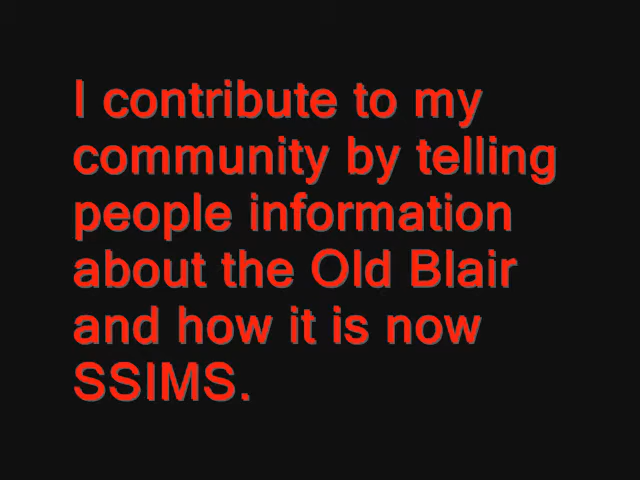 I contribute to my
community by telling
people information
about the Old Blair
and how it is now
SSIMS.